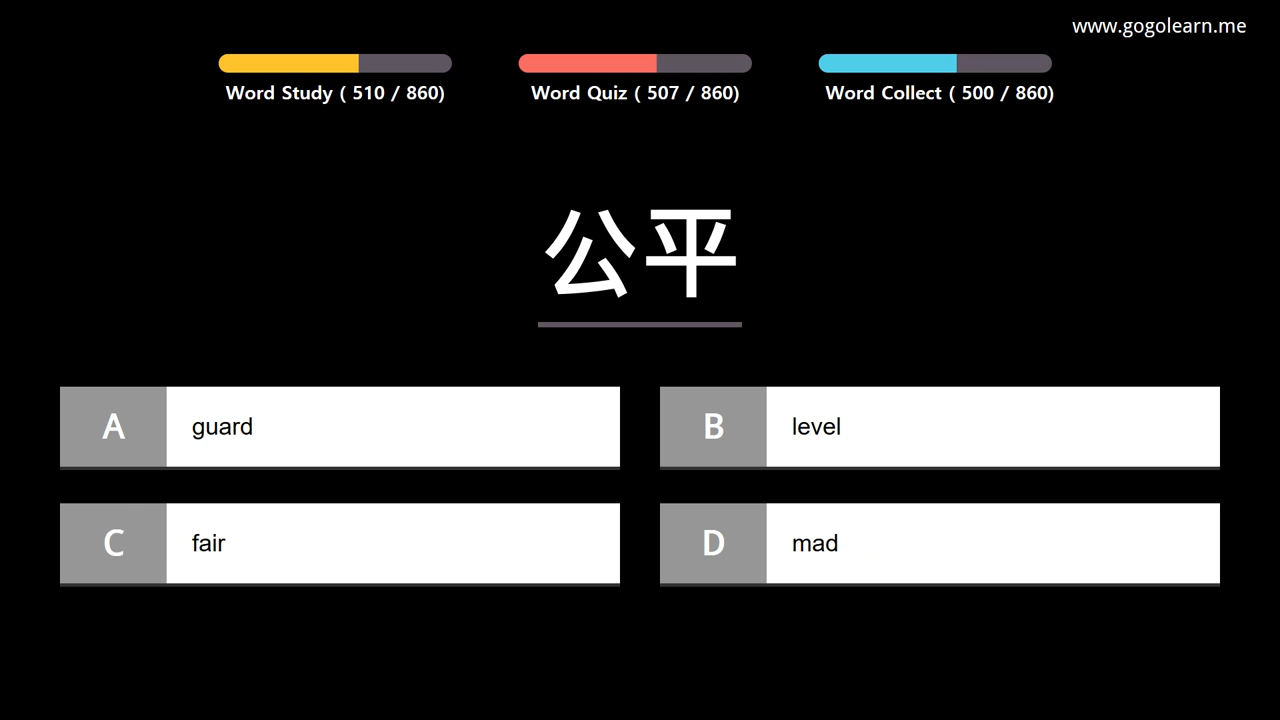 www.gogolearn.me
Word Study ( 510 / 860)
Word Quiz ( 507 / 860)
Word Collect ( 500 / 860)
公平
A guard
B level
C fair
D mad